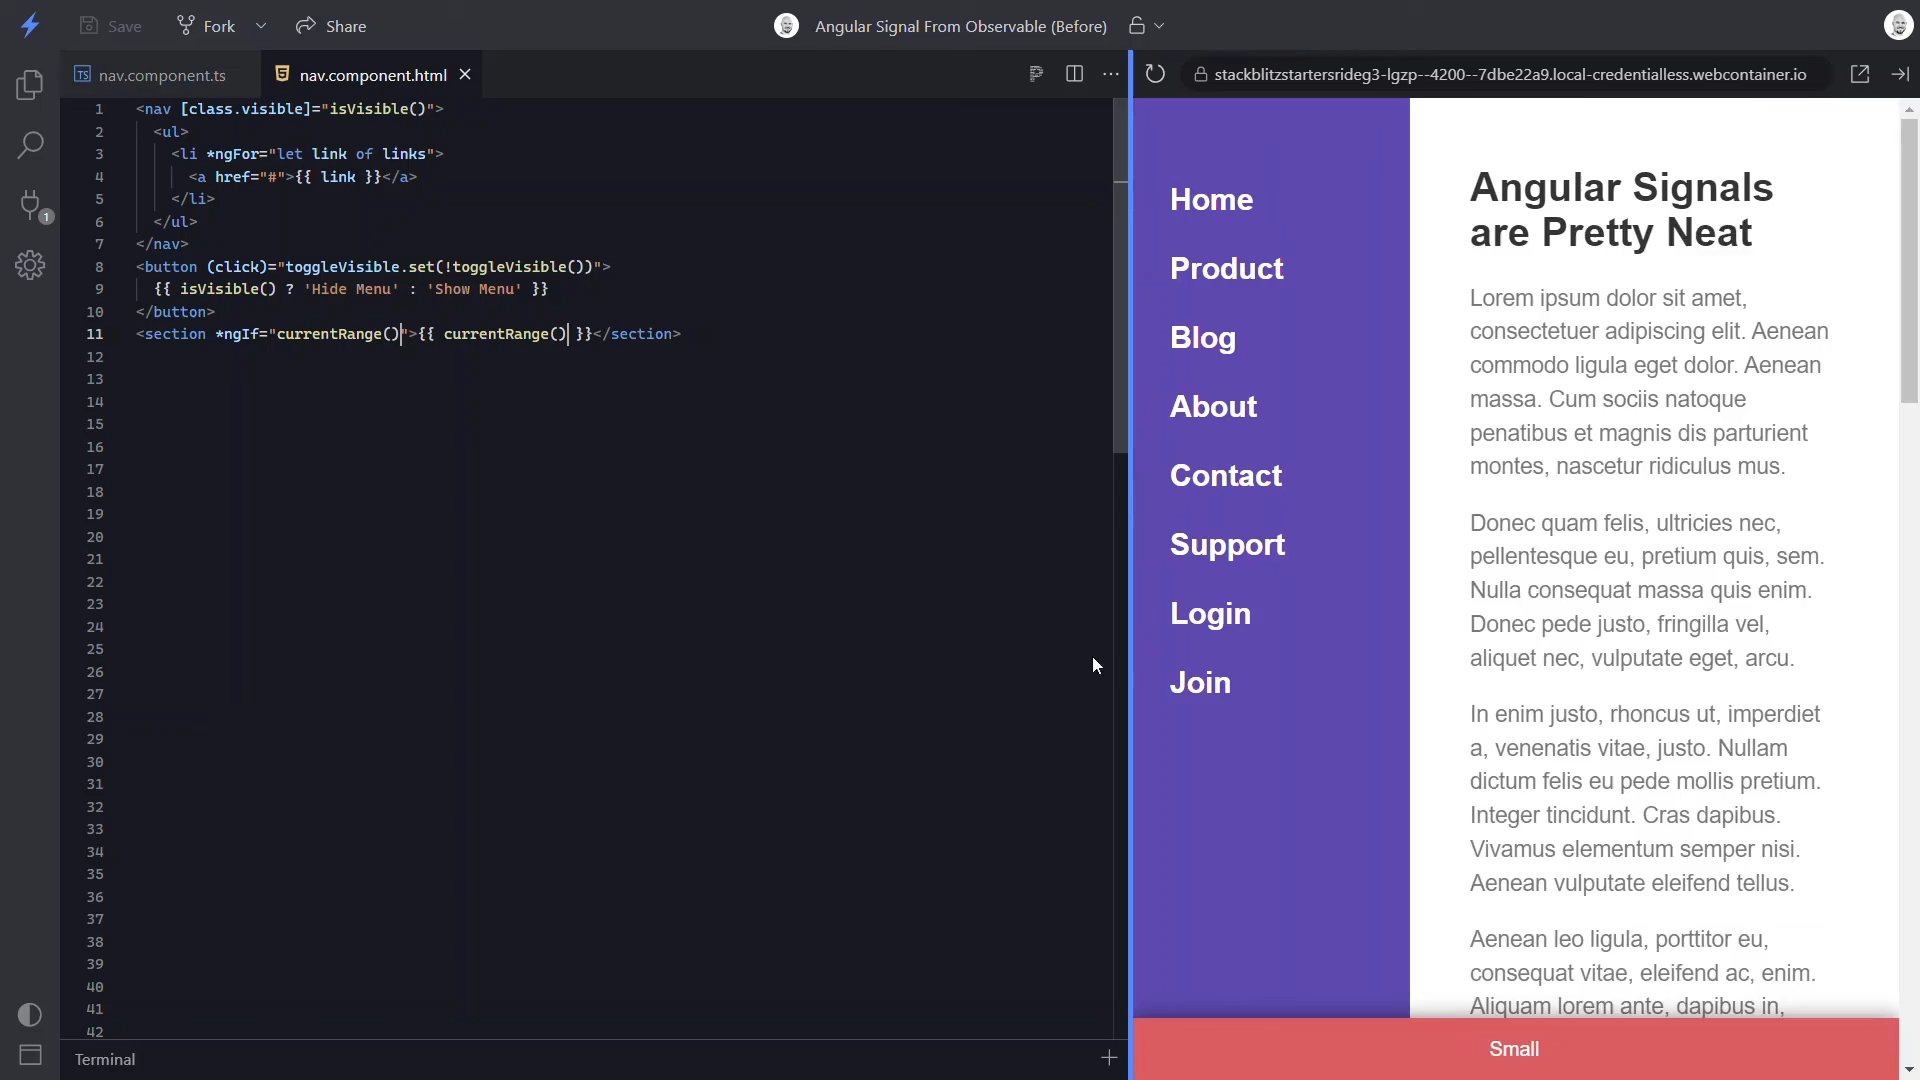 Save
Fork
Share
Angular Signal From Observable (Before)
TS nav.component.ts
nav.component.html
stackblitzstartersrideg3-lgzp--4200--7dbe22a9.local-credentialless.webcontainer.io
1
1 <nav [class.visible]="isVisible()">
2 <ul>
3 <li *ngFor="let link of links">
4 <a href="#">{{ link }}</a>
5 </li>
6 </ul>
7 </nav>
8 <button (click)="toggleVisible.set(!toggleVisible())">
9 {{ isVisible() ? 'Hide Menu' : 'Show Menu' }}
10 </button>
11 <section *ngIf="currentRange()">{{ currentRange() }}</section>
12
13
14
15
16
17
18
19
20
21
22
23
24
25
26
27
28
29
30
31
32
33
34
35
36
37
38
39
40
41
42
Terminal
Home
Product
Blog
About
Contact
Support
Login
Join
Angular Signals
are Pretty Neat
Lorem ipsum dolor sit amet,
consectetuer adipiscing elit. Aenean
commodo ligula eget dolor. Aenean
massa. Cum sociis natoque
penatibus et magnis dis parturient
montes, nascetur ridiculus mus.
Donec quam felis, ultricies nec,
pellentesque eu, pretium quis, sem.
Nulla consequat massa quis enim.
Donec pede justo, fringilla vel,
aliquet nec, vulputate eget, arcu.
In enim justo, rhoncus ut, imperdiet
a, venenatis vitae, justo. Nullam
dictum felis eu pede mollis pretium.
Integer tincidunt. Cras dapibus.
Vivamus elementum semper nisi.
Aenean vulputate eleifend tellus.
Aenean leo ligula, porttitor eu,
consequat vitae, eleifend ac, enim.
Aliquam lorem ante, dapibus in,
Small